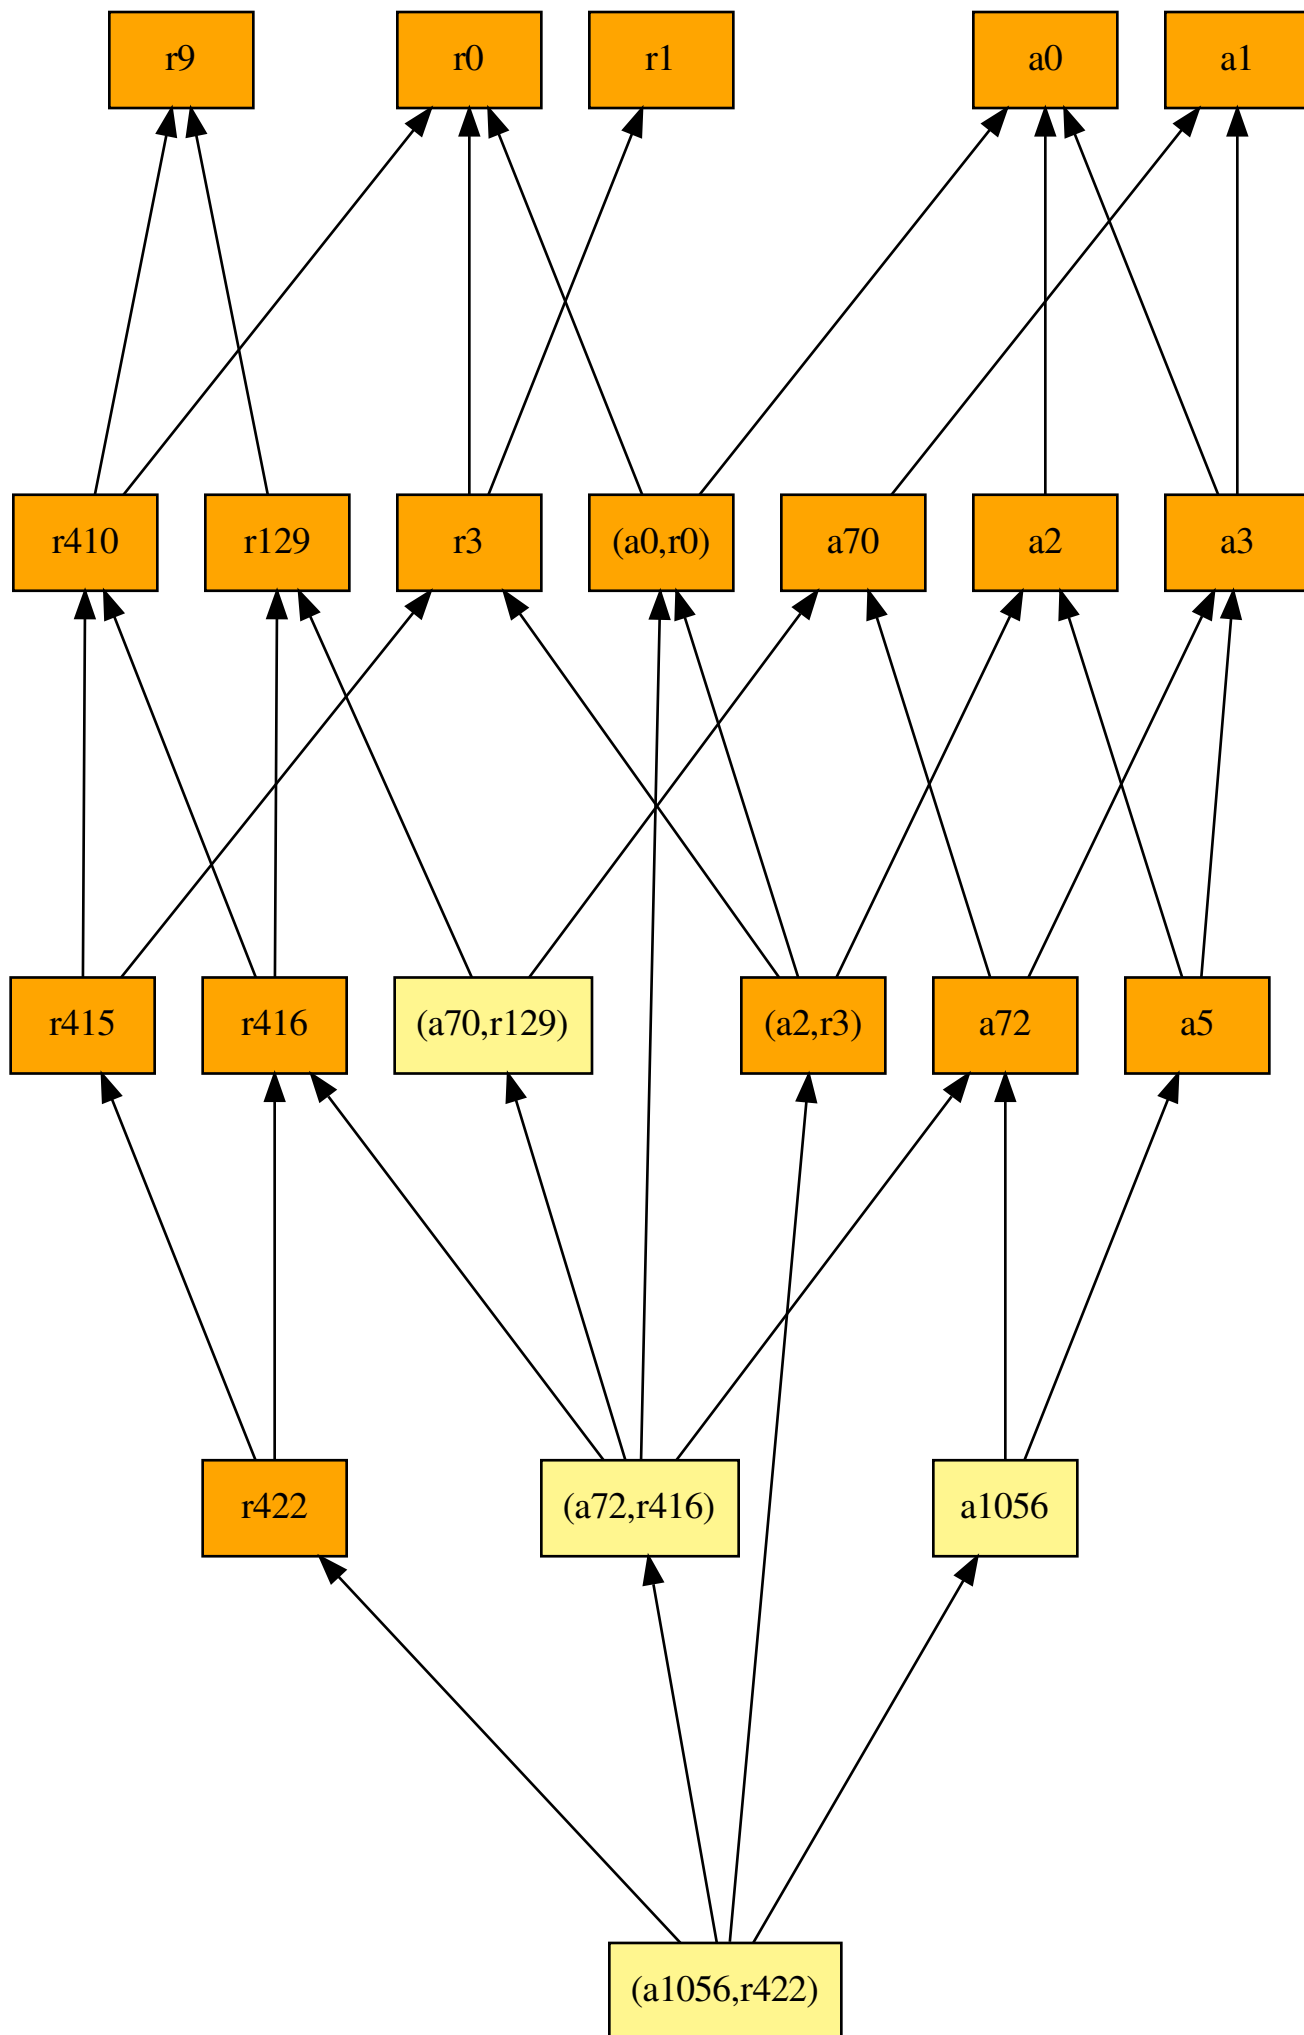 r9
r0
r1
a0
a1
r410
r129
r3
(a0,r0)
a70
a2
a3
r415
r416
(a70,r129)
(a2,r3)
a72
a5
r422
(a72,r416)
a1056
(a1056,r422)